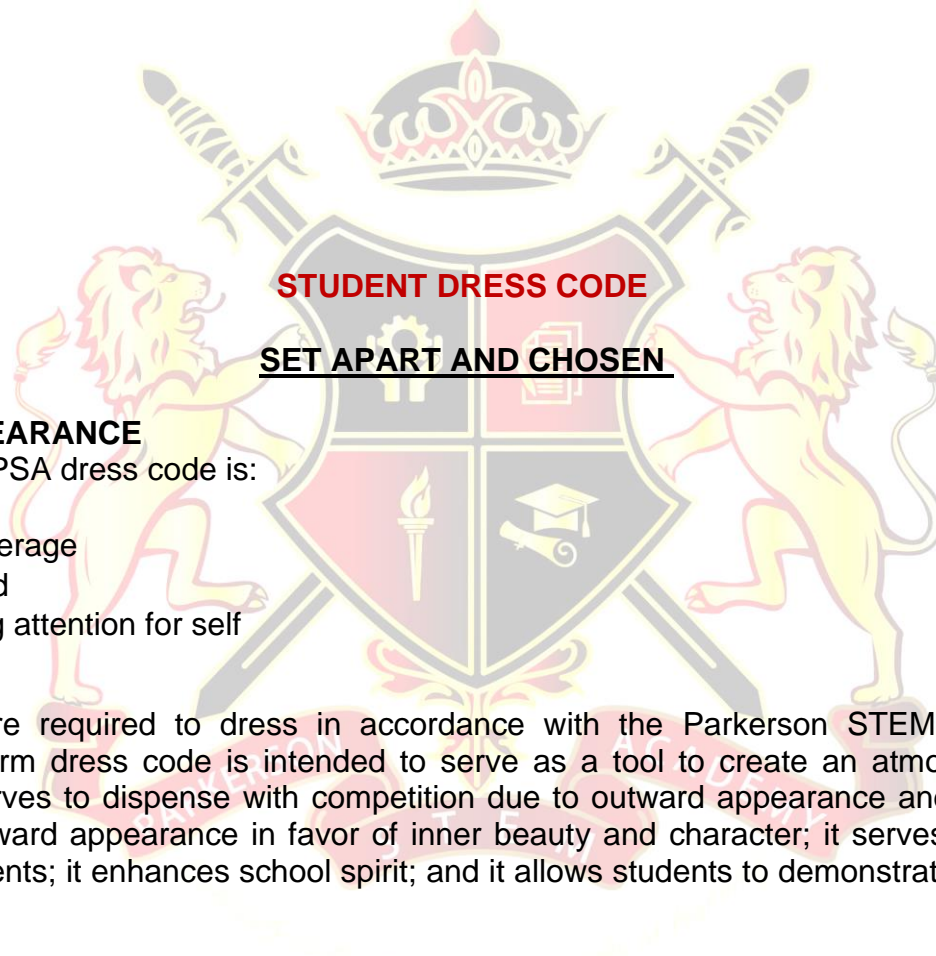 STUDENT DRESS CODE
SET APART AND CHOSEN
EARANCE
PSA dress code is:
erage
d
g attention for self
re required to dress in accordance with the Parkerson STEM
rm dress code is intended to serve as a tool to create an atmo
rves to dispense with competition due to outward appearance and
ward appearance in favor of inner beauty and character; it serves
ents; it enhances school spirit; and it allows students to demonstrat
PARKERSON ACADEMY
STEM